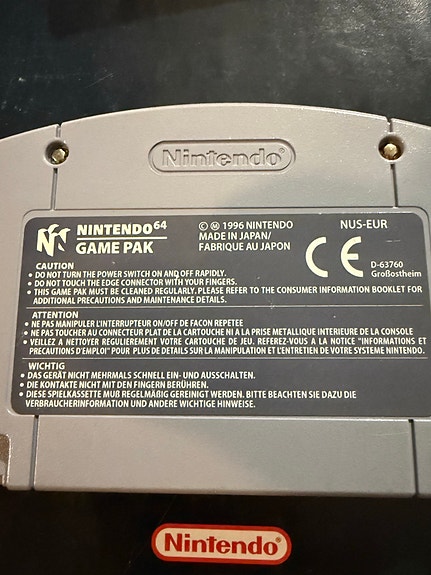 Nintendo®
NINTENDO 64
GAME PAK
© Ⓜ 1996 NINTENDO
MADE IN JAPAN/
FABRIQUE AU JAPON
NUS-EUR
CE
D-63760
Großostheim
CAUTION
• DO NOT TURN THE POWER SWITCH ON AND OFF RAPIDLY.
• DO NOT TOUCH THE EDGE CONNECTOR WITH YOUR FINGERS.
• THIS GAME PAK MUST BE CLEANED REGULARLY. PLEASE REFER TO THE CONSUMER INFORMATION BOOKLET FOR
ADDITIONAL PRECAUTIONS AND MAINTENANCE DETAILS.
ATTENTION
• NE PAS MANIPULER L'INTERRUPTEUR ON/OFF DE FACON REPETEE
• NE PAS TOUCHER AU CONNECTEUR PLAT DE LA CARTOUCHE NI A LA PRISE METALLIQUE INTERIEURE DE LA CONSOLE
• VEILLEZ A NETTOYER REGULIEREMENT VOTRE CARTOUCHE DE JEU. REFEREZ-VOUS A LA NOTICE "INFORMATIONS ET
PRECAUTIONS D'EMPLOI" POUR PLUS DE DETAILS SUR LA MANIPULATION ET L'ENTRETIEN DE VOTRE SYSTEME NINTENDO.
WICHTIG
• DAS GERÄT NICHT MEHRMALS SCHNELL EIN- UND AUSSCHALTEN.
• DIE KONTAKTE NICHT MIT DEN FINGERN BERÜHREN.
• DIESE SPIELKASSETTE MUß REGELMÄßIG GEREINIGT WERDEN. BITTE BEACHTEN SIE DAZU DIE
VERBRAUCHERINFORMATION UND ANDERE WICHTIGE HINWEISE.
Nintendo®